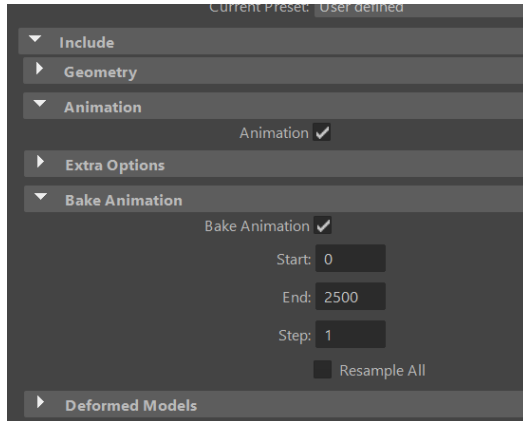 Current Preset: User defined
Include
Geometry
Animation
Animation
Extra Options
Bake Animation
Bake Animation
Start: 0
End: 2500
Step: 1
Resample All
Deformed Models